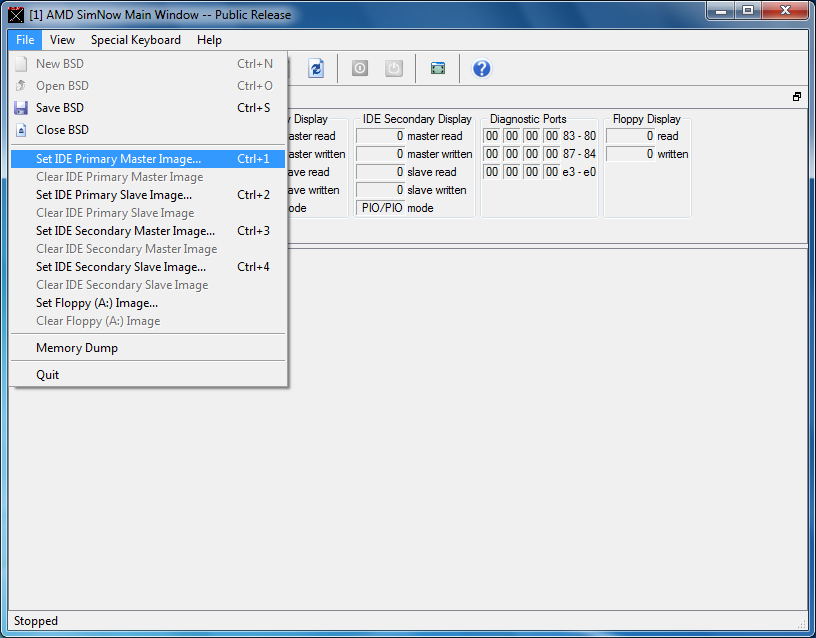 [1] AMD SimNow Main Window -- Public Release
File View Special Keyboard Help
New BSD Ctrl+N
Open BSD Ctrl+O
Save BSD Ctrl+S
Close BSD
Set IDE Primary Master Image... Ctrl+1
Clear IDE Primary Master Image
Set IDE Primary Slave Image... Ctrl+2
Clear IDE Primary Slave Image
Set IDE Secondary Master Image... Ctrl+3
Clear IDE Secondary Master Image
Set IDE Secondary Slave Image... Ctrl+4
Clear IDE Secondary Slave Image
Set Floppy (A:) Image...
Clear Floppy (A:) Image
Memory Dump
Quit
y Display
aster read
aster written
ave read
ave written
ode
IDE Secondary Display
0 master read
0 master written
0 slave read
0 slave written
PIO/PIO mode
Diagnostic Ports
00 00 00 00 83 - 80
00 00 00 00 87 - 84
00 00 00 00 e3 - e0
Floppy Display
0 read
0 written
Stopped